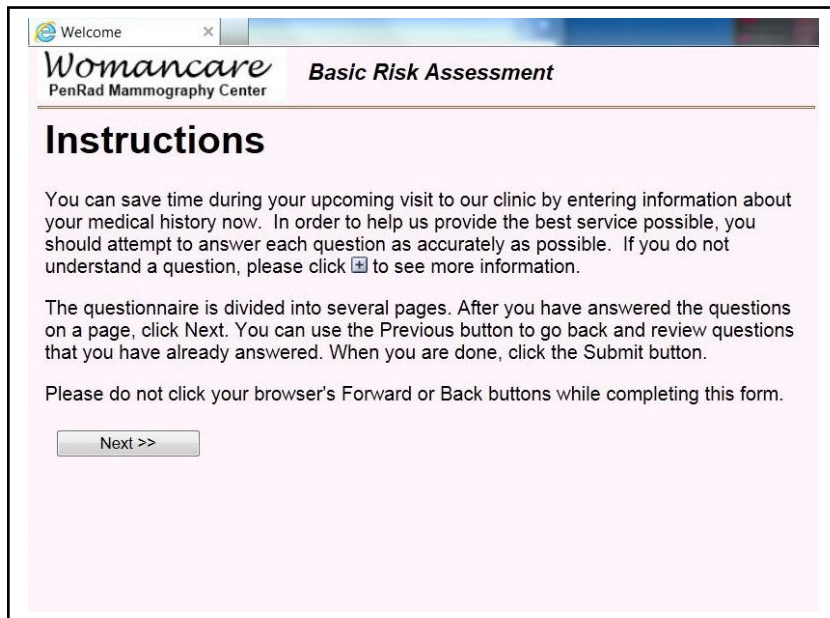 Welcome
Womancare
PenRad Mammography Center
Basic Risk Assessment
Instructions
You can save time during your upcoming visit to our clinic by entering information about
your medical history now.  In order to help us provide the best service possible, you
should attempt to answer each question as accurately as possible.  If you do not
understand a question, please click + to see more information.
The questionnaire is divided into several pages. After you have answered the questions
on a page, click Next. You can use the Previous button to go back and review questions
that you have already answered. When you are done, click the Submit button.
Please do not click your browser's Forward or Back buttons while completing this form.
Next >>